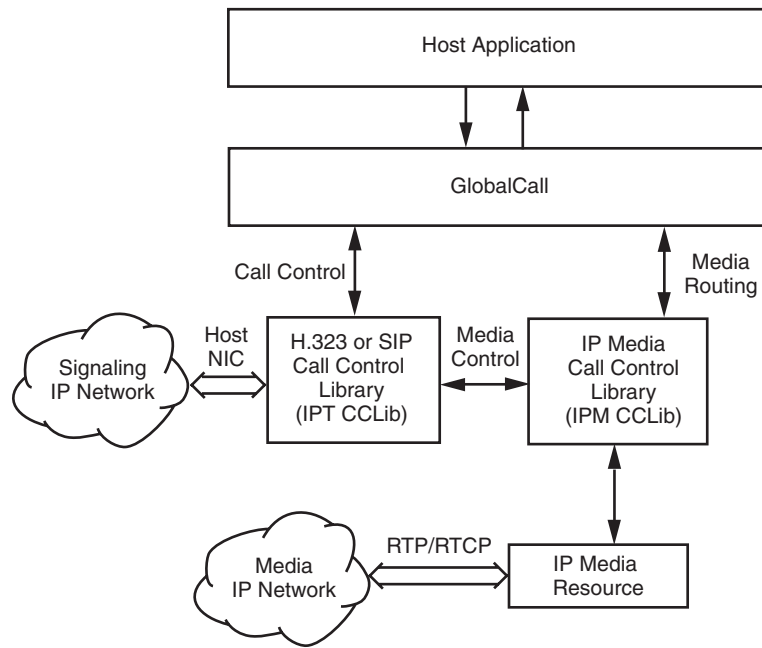 Host Application
GlobalCall
Call Control
Media
Routing
Signaling
IP Network
Host
NIC
H.323 or SIP
Call Control
Library
(IPT CCLib)
Media
Control
IP Media
Call Control
Library
(IPM CCLib)
Media
IP Network
RTP/RTCP
IP Media
Resource